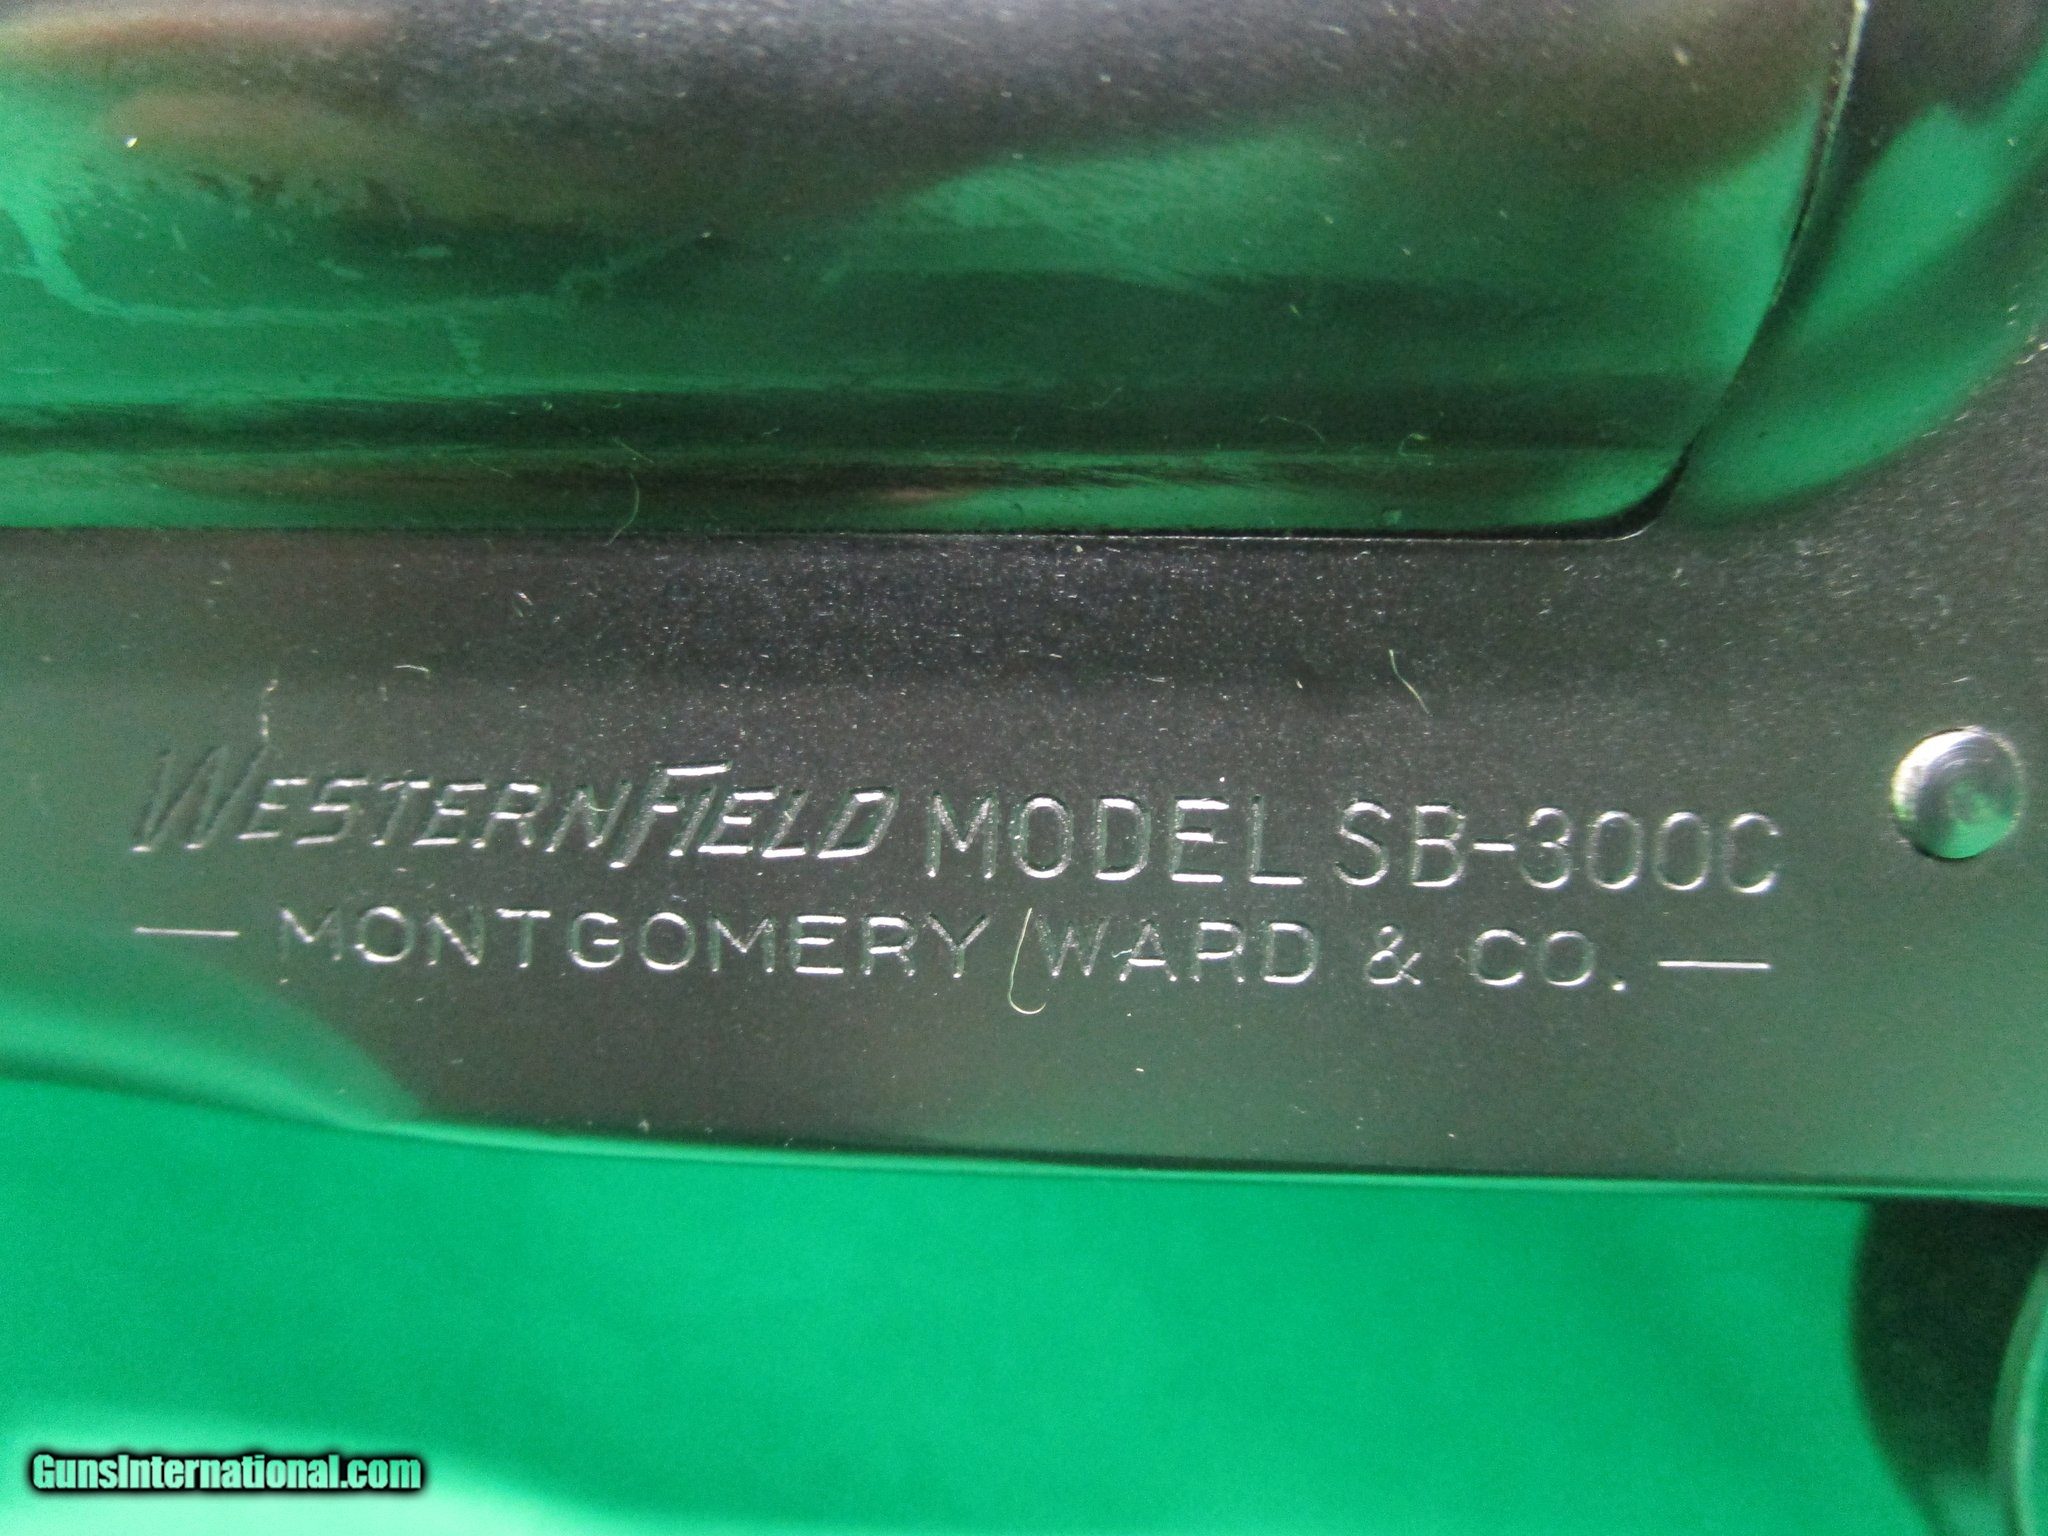 WESTERNFIELD MODEL SB-300C
— MONTGOMERY WARD & CO. —
GunsInternational.com